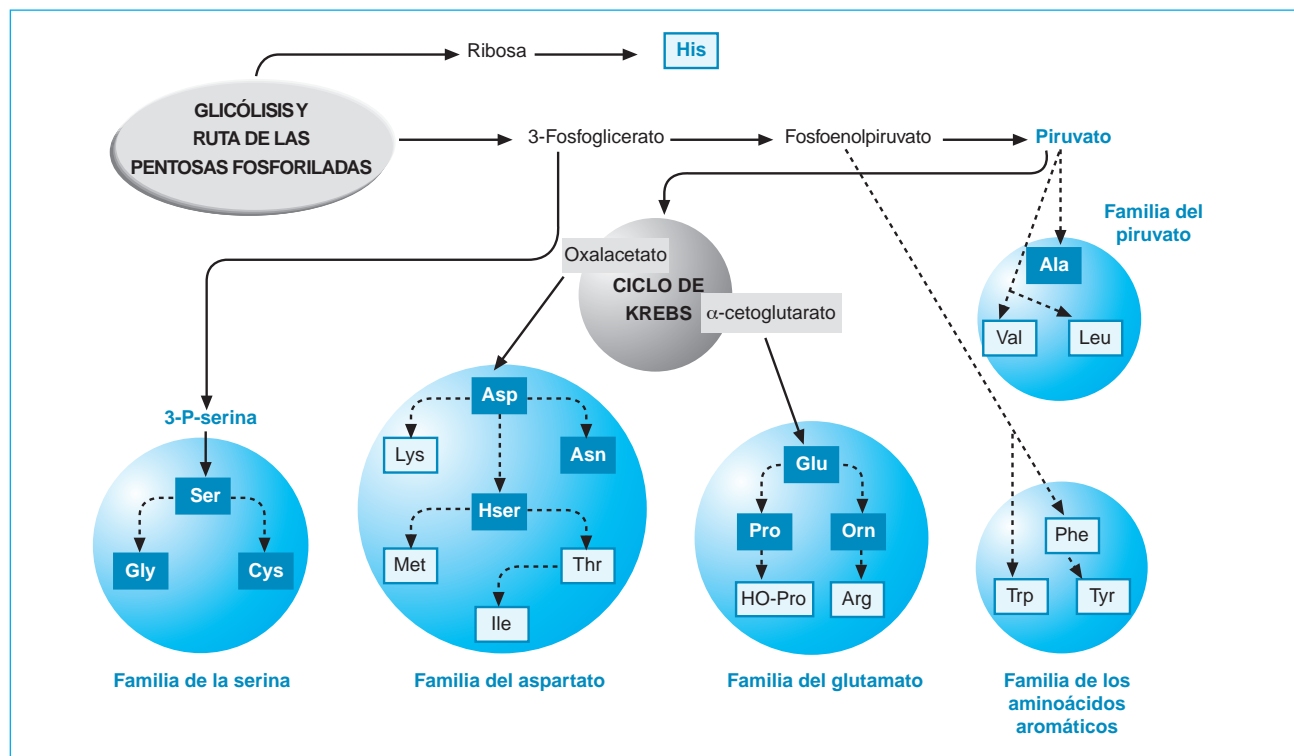 Ribosa
His
GLICÓLISIS Y
RUTA DE LAS
PENTOSAS FOSFORILADAS
3-Fosfoglicerato
Fosfoenolpiruvato
Piruvato
Familia del
piruvato
Oxalacetato
CICLO DE
KREBS
α-cetoglutarato
Ala
Val
Leu
3-P-serina
Ser
Gly
Cys
Asp
Lys
Asn
Hser
Met
Thr
Ile
Glu
Pro
Orn
HO-Pro
Arg
Phe
Trp
Tyr
Familia de la serina
Familia del aspartato
Familia del glutamato
Familia de los
aminoácidos
aromáticos